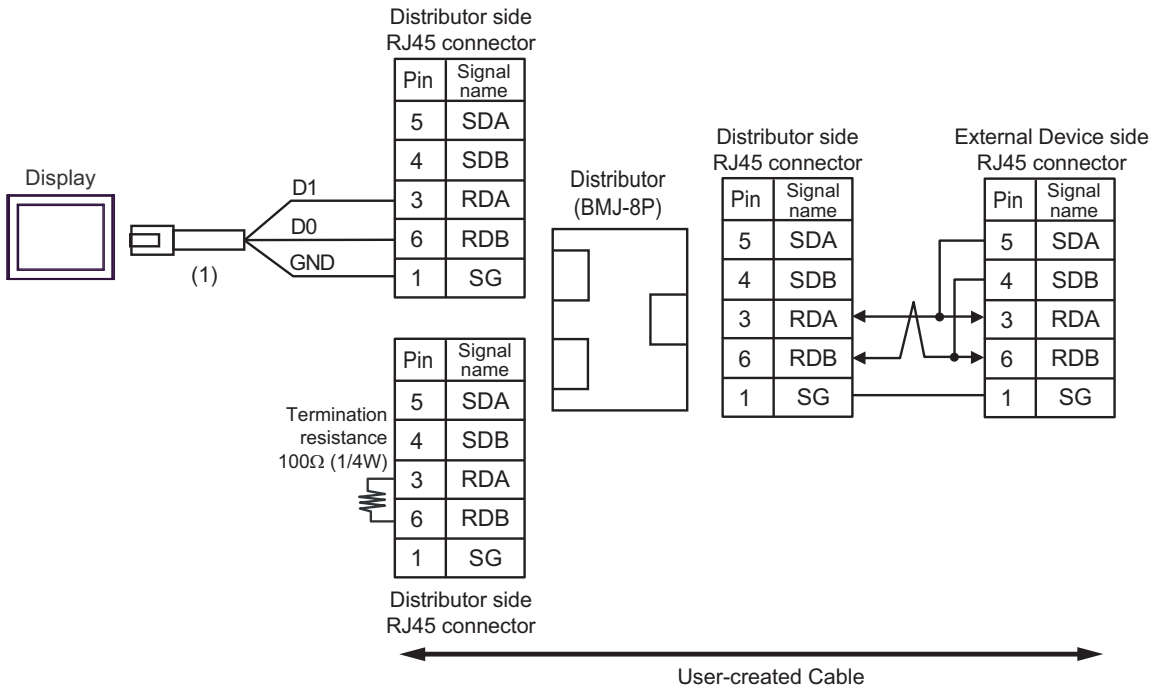 Distributor side
RJ45 connector
Pin Signal name
5 SDA
4 SDB
3 RDA
6 RDB
1 SG
Display
(1)
D1
D0
GND
Pin Signal name
5 SDA
4 SDB
3 RDA
6 RDB
1 SG
Termination
resistance
100Ω (1/4W)
Distributor side
RJ45 connector
Distributor
(BMJ-8P)
Distributor side
RJ45 connector
Pin Signal name
5 SDA
4 SDB
3 RDA
6 RDB
1 SG
External Device side
RJ45 connector
Pin Signal name
5 SDA
4 SDB
3 RDA
6 RDB
1 SG
User-created Cable